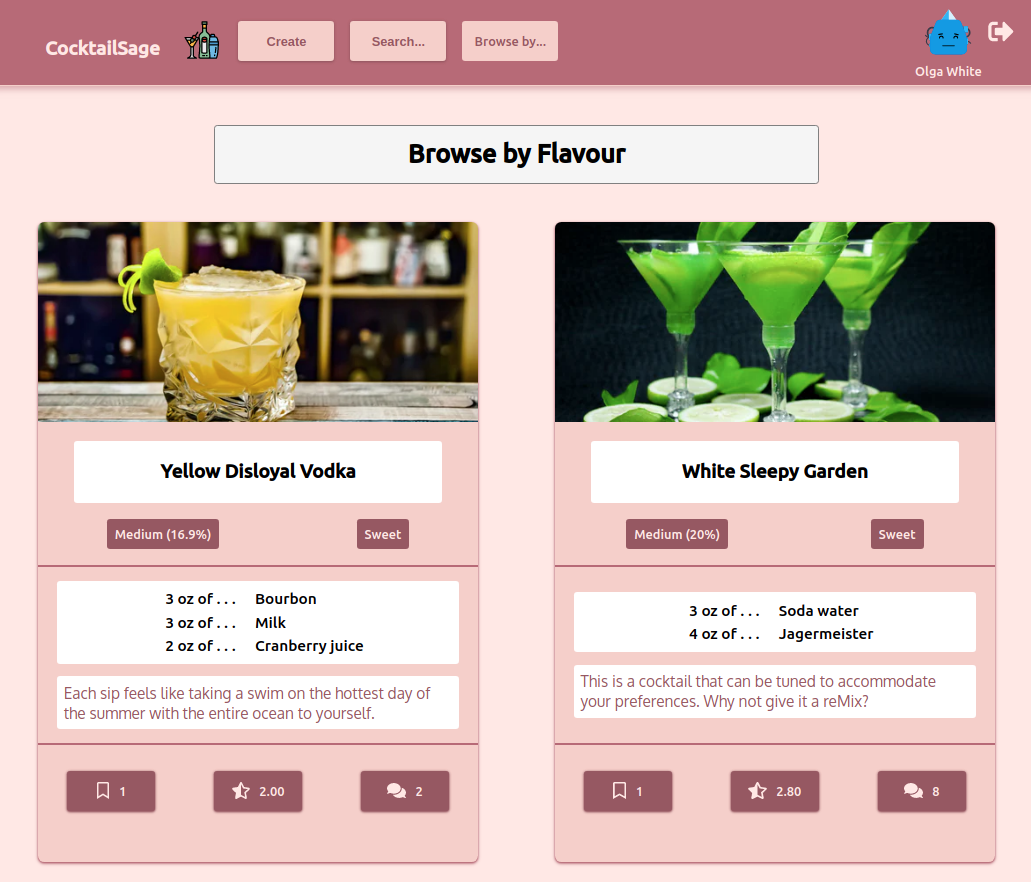 CocktailSage
Create
Search...
Browse by...
Olga White
Browse by Flavour
Yellow Disloyal Vodka
Medium (16.9%)
Sweet
3 oz of . . . Bourbon
3 oz of . . . Milk
2 oz of . . . Cranberry juice
Each sip feels like taking a swim on the hottest day of
the summer with the entire ocean to yourself.
1
2.00
2
White Sleepy Garden
Medium (20%)
Sweet
3 oz of . . . Soda water
4 oz of . . . Jagermeister
This is a cocktail that can be tuned to accommodate
your preferences. Why not give it a reMix?
1
2.80
8